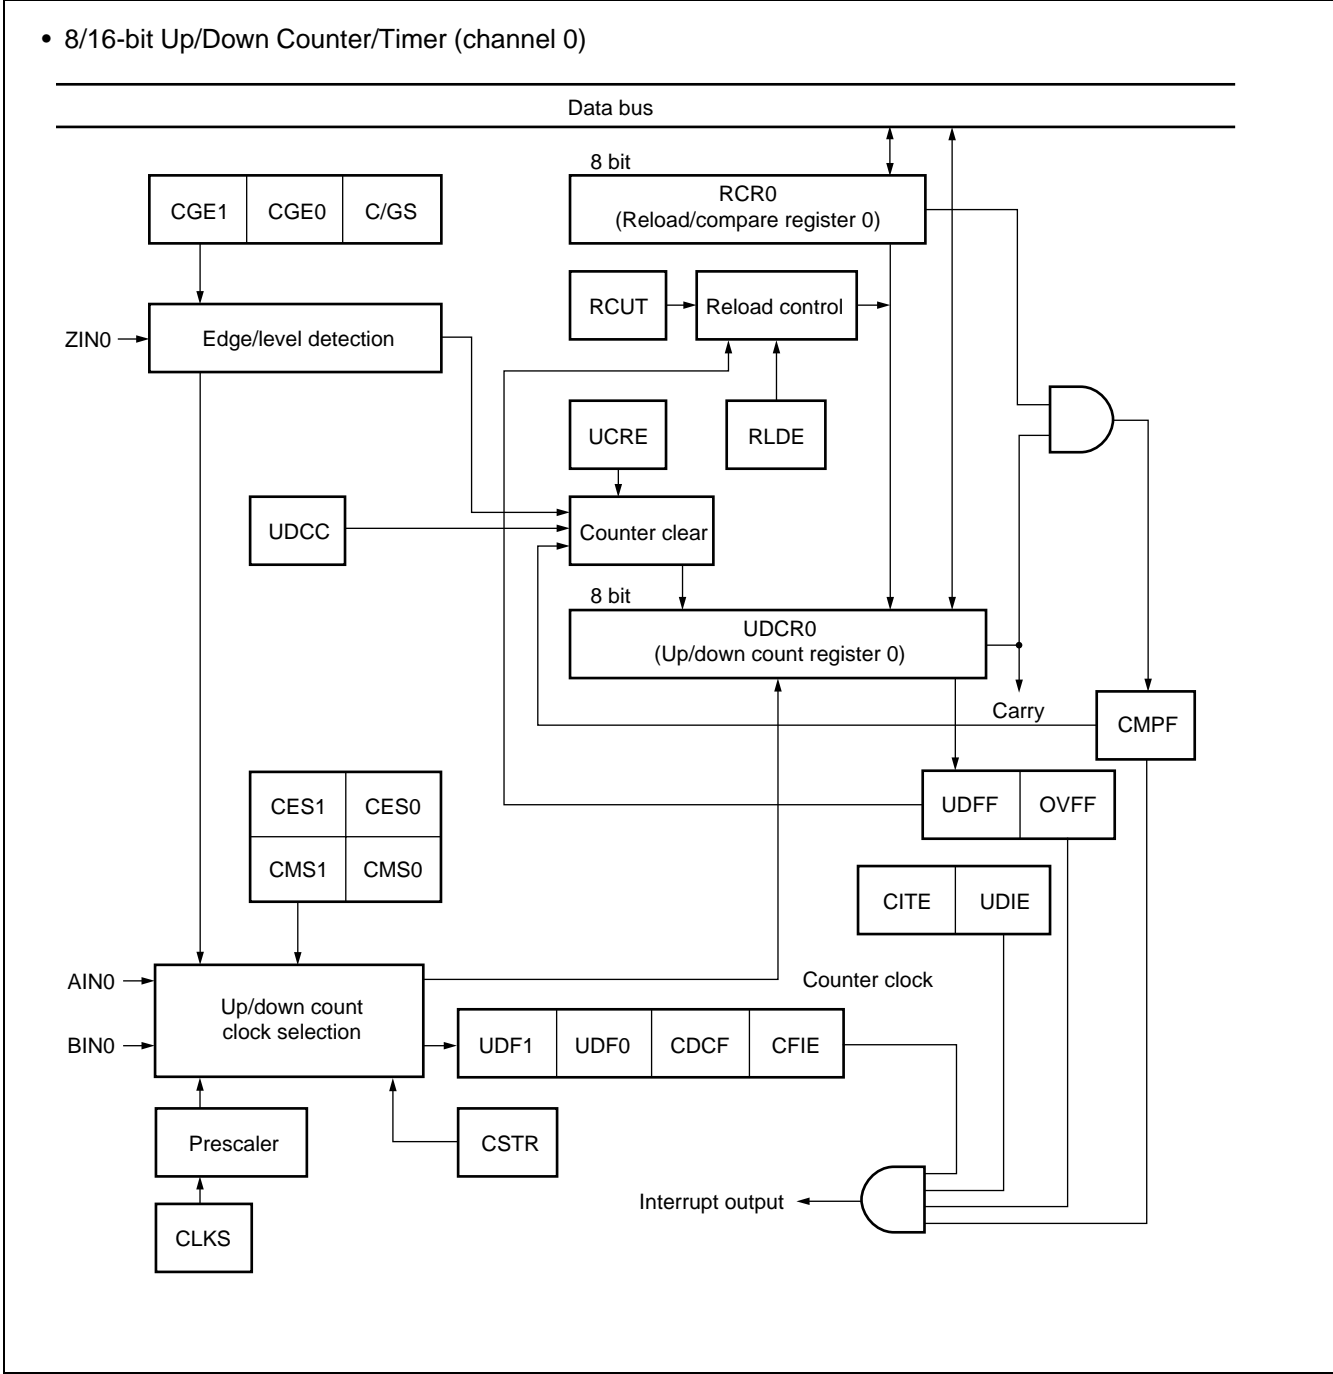 • 8/16-bit Up/Down Counter/Timer (channel 0)
Data bus
8 bit
CGE1 CGE0 C/GS
RCR0
(Reload/compare register 0)
RCUT
Reload control
ZIN0
Edge/level detection
UCRE
RLDE
UDCC
Counter clear
8 bit
UDCR0
(Up/down count register 0)
Carry
CMPF
CES1 CES0
UDFF OVFF
CMS1 CMS0
CITE UDIE
AIN0
Counter clock
Up/down count
clock selection
BIN0
UDF1 UDF0 CDCF CFIE
Prescaler
CSTR
Interrupt output
CLKS